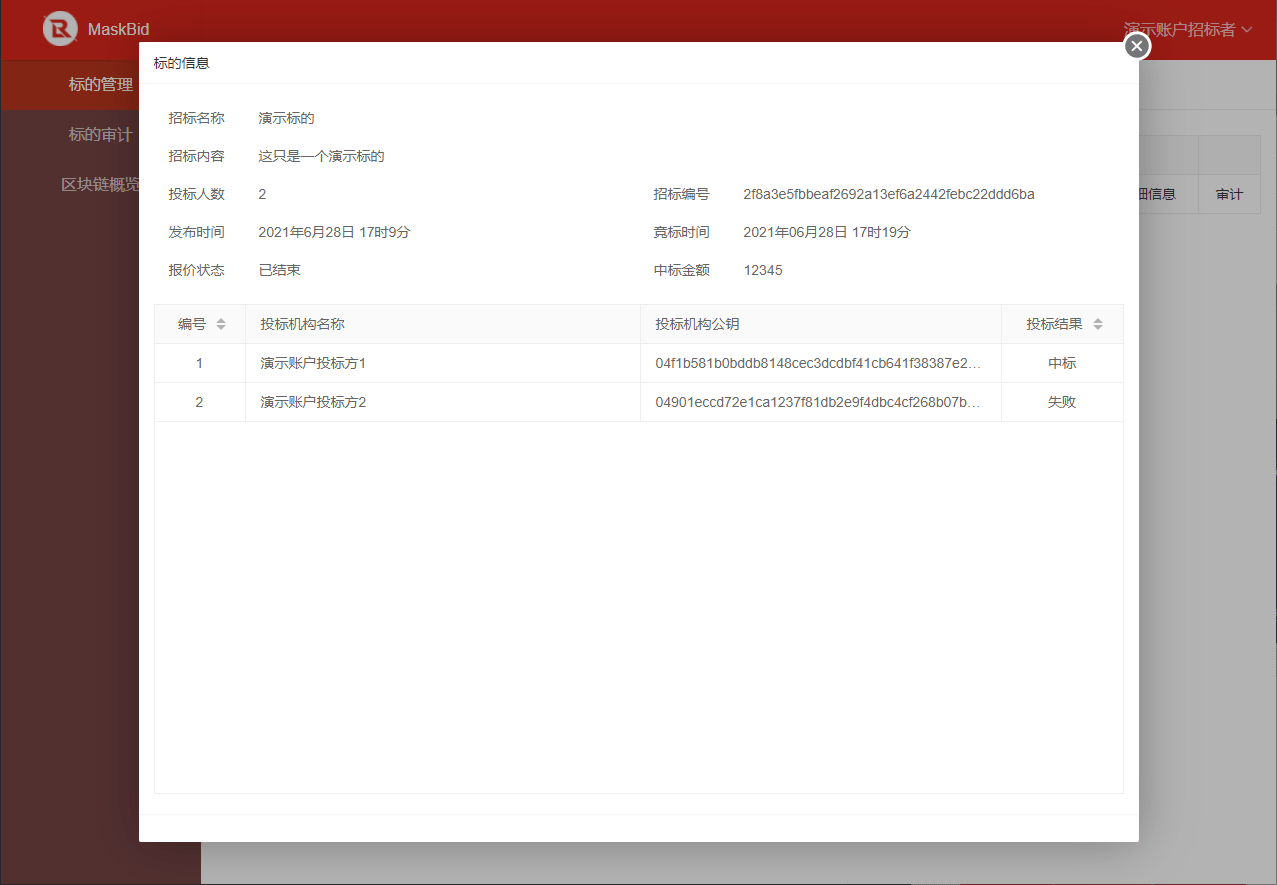 MaskBid
演示账户招标者
标的管理
标的审计
区块链概览
标的信息
招标名称 演示标的
招标内容 这只是一个演示标的
投标人数 2 招标编号 2f8a3e5fbbeaf2692a13ef6a2442febc22ddd6ba
发布时间 2021年6月28日 17时9分 竞标时间 2021年06月28日 17时19分
报价状态 已结束 中标金额 12345
编号 投标机构名称 投标机构公钥 投标结果
1 演示账户投标方1 04f1b581b0bddb8148cec3dcdbf41cb641f38387e2... 中标
2 演示账户投标方2 04901eccd72e1ca1237f81db2e9f4dbc4cf268b07b... 失败
细信息 审计